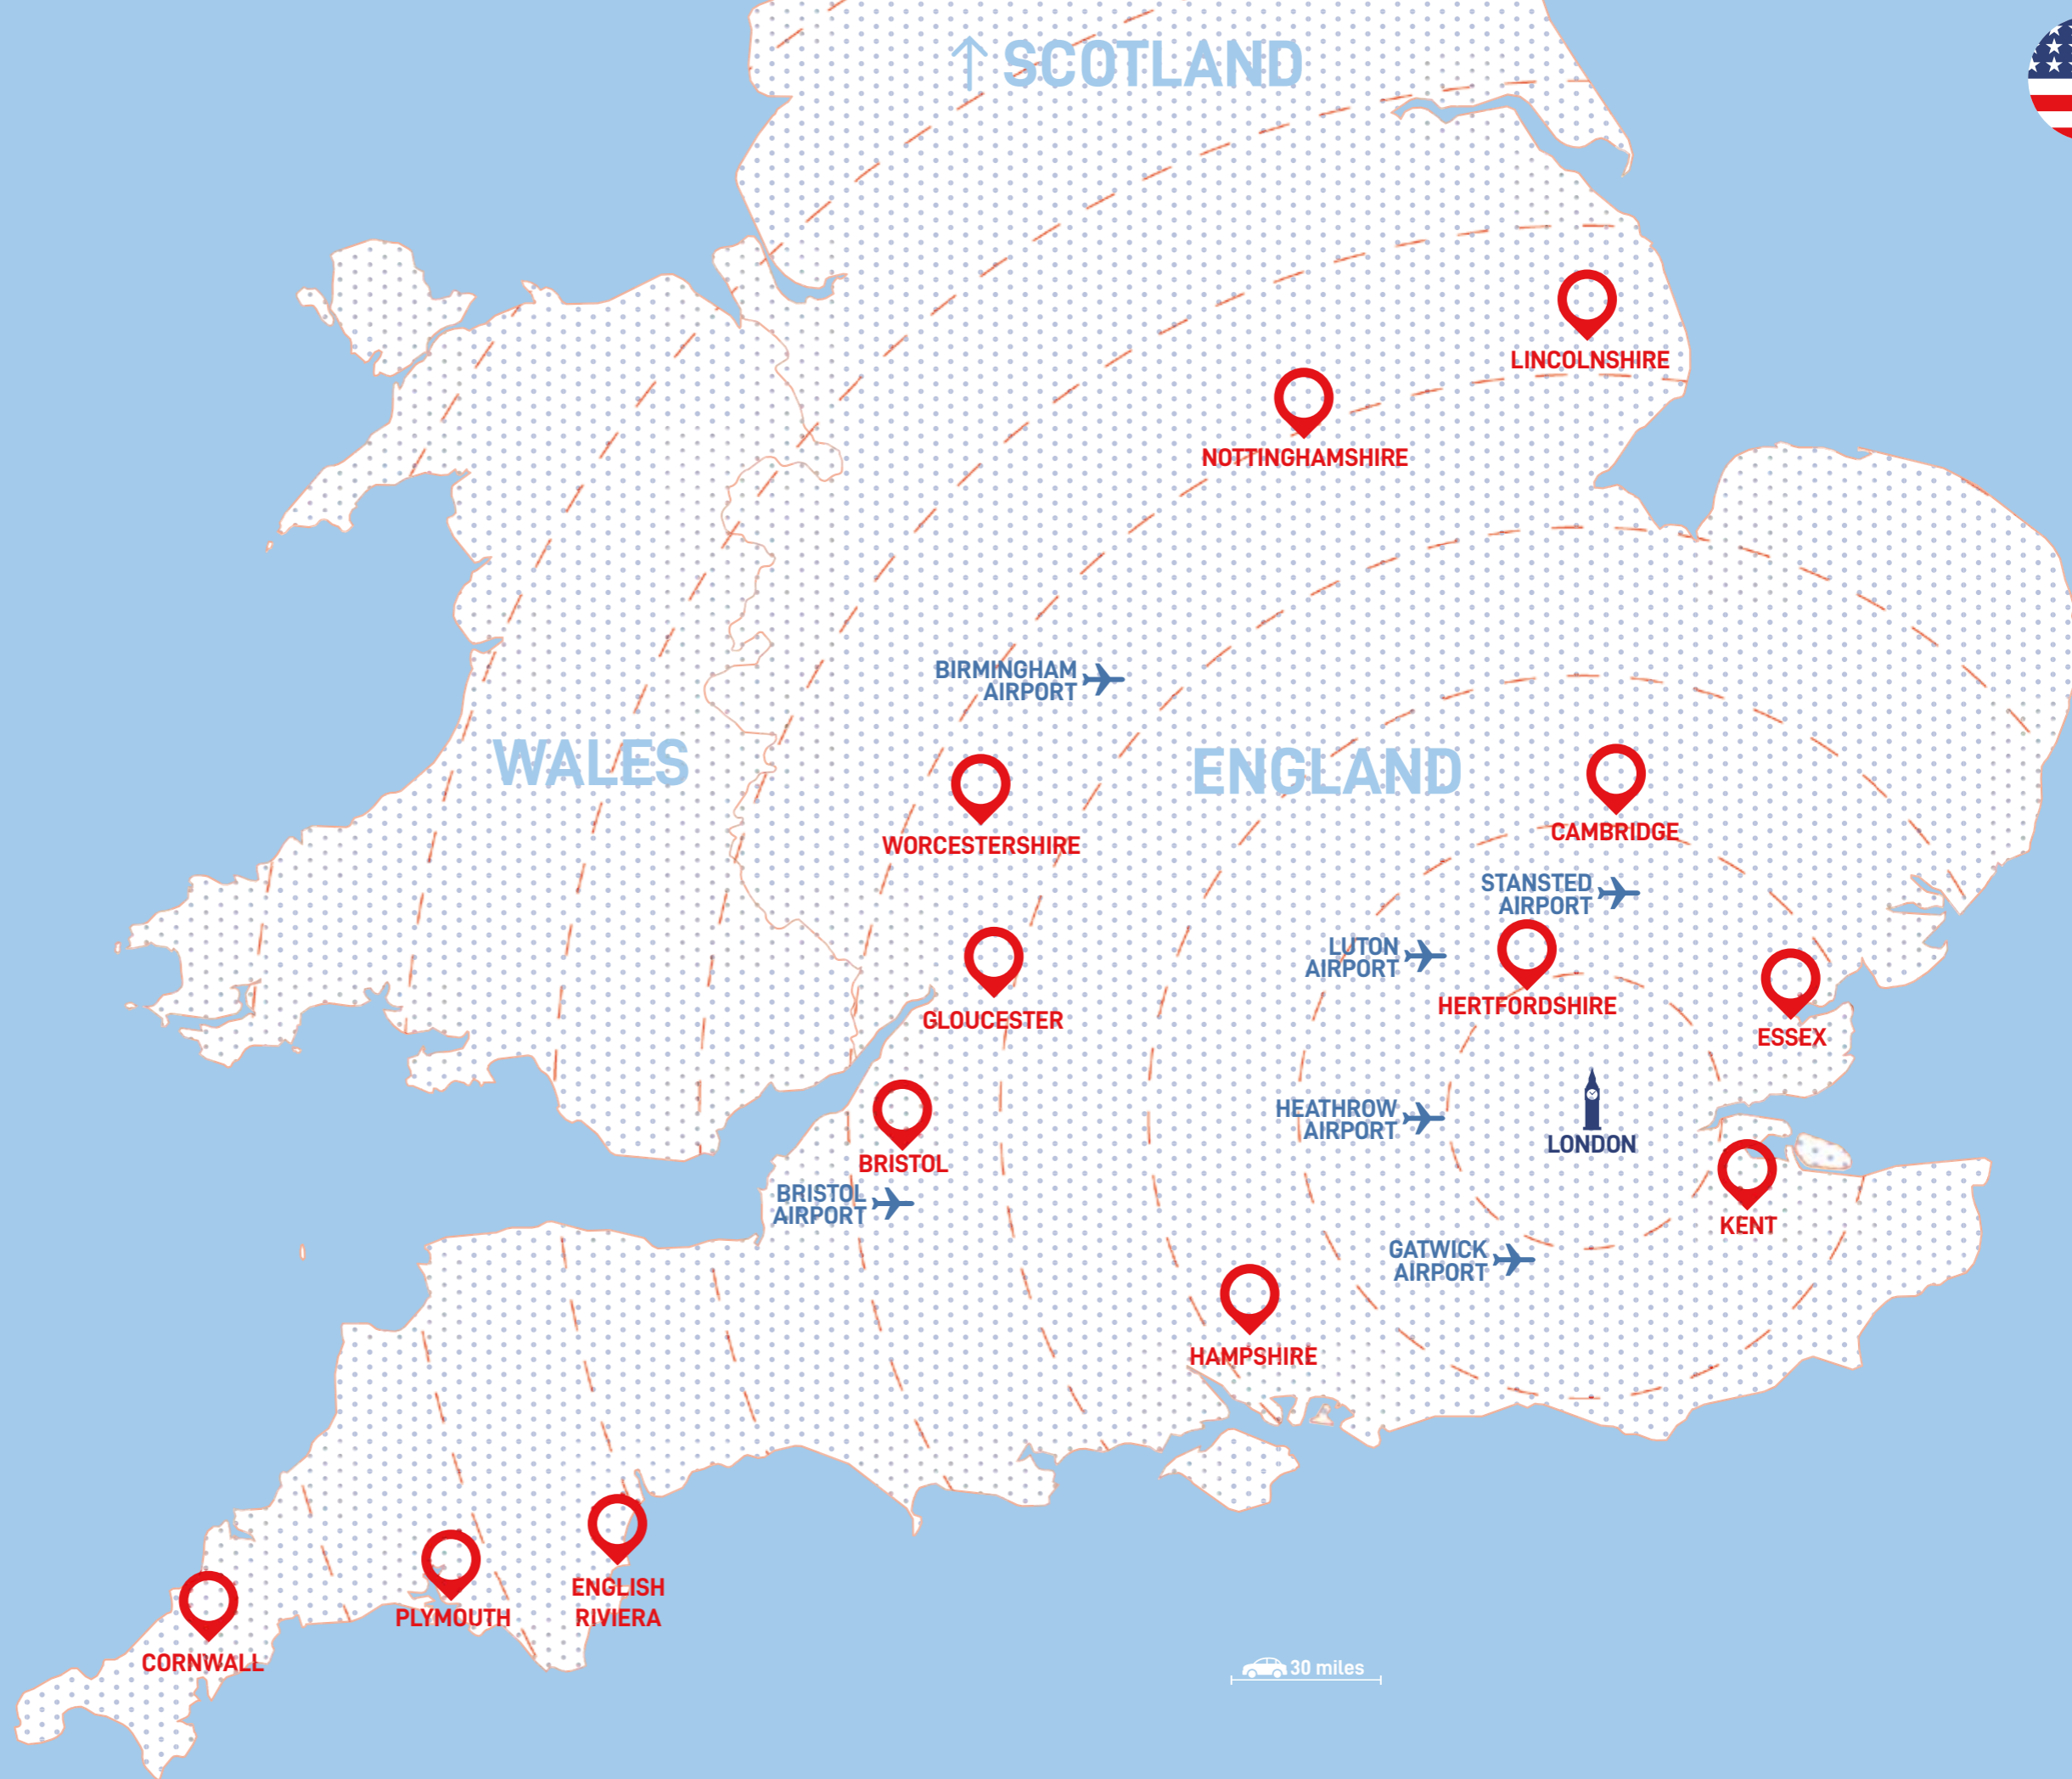 ↑ SCOTLAND
LINCOLNSHIRE
NOTTINGHAMSHIRE
BIRMINGHAM
AIRPORT
WALES
ENGLAND
WORCESTERSHIRE
CAMBRIDGE
STANSTED
AIRPORT
LUTON
AIRPORT
HERTFORDSHIRE
GLOUCESTER
ESSEX
HEATHROW
AIRPORT
LONDON
BRISTOL
BRISTOL
AIRPORT
KENT
GATWICK
AIRPORT
HAMPSHIRE
ENGLISH
RIVIERA
PLYMOUTH
CORNWALL
30 miles